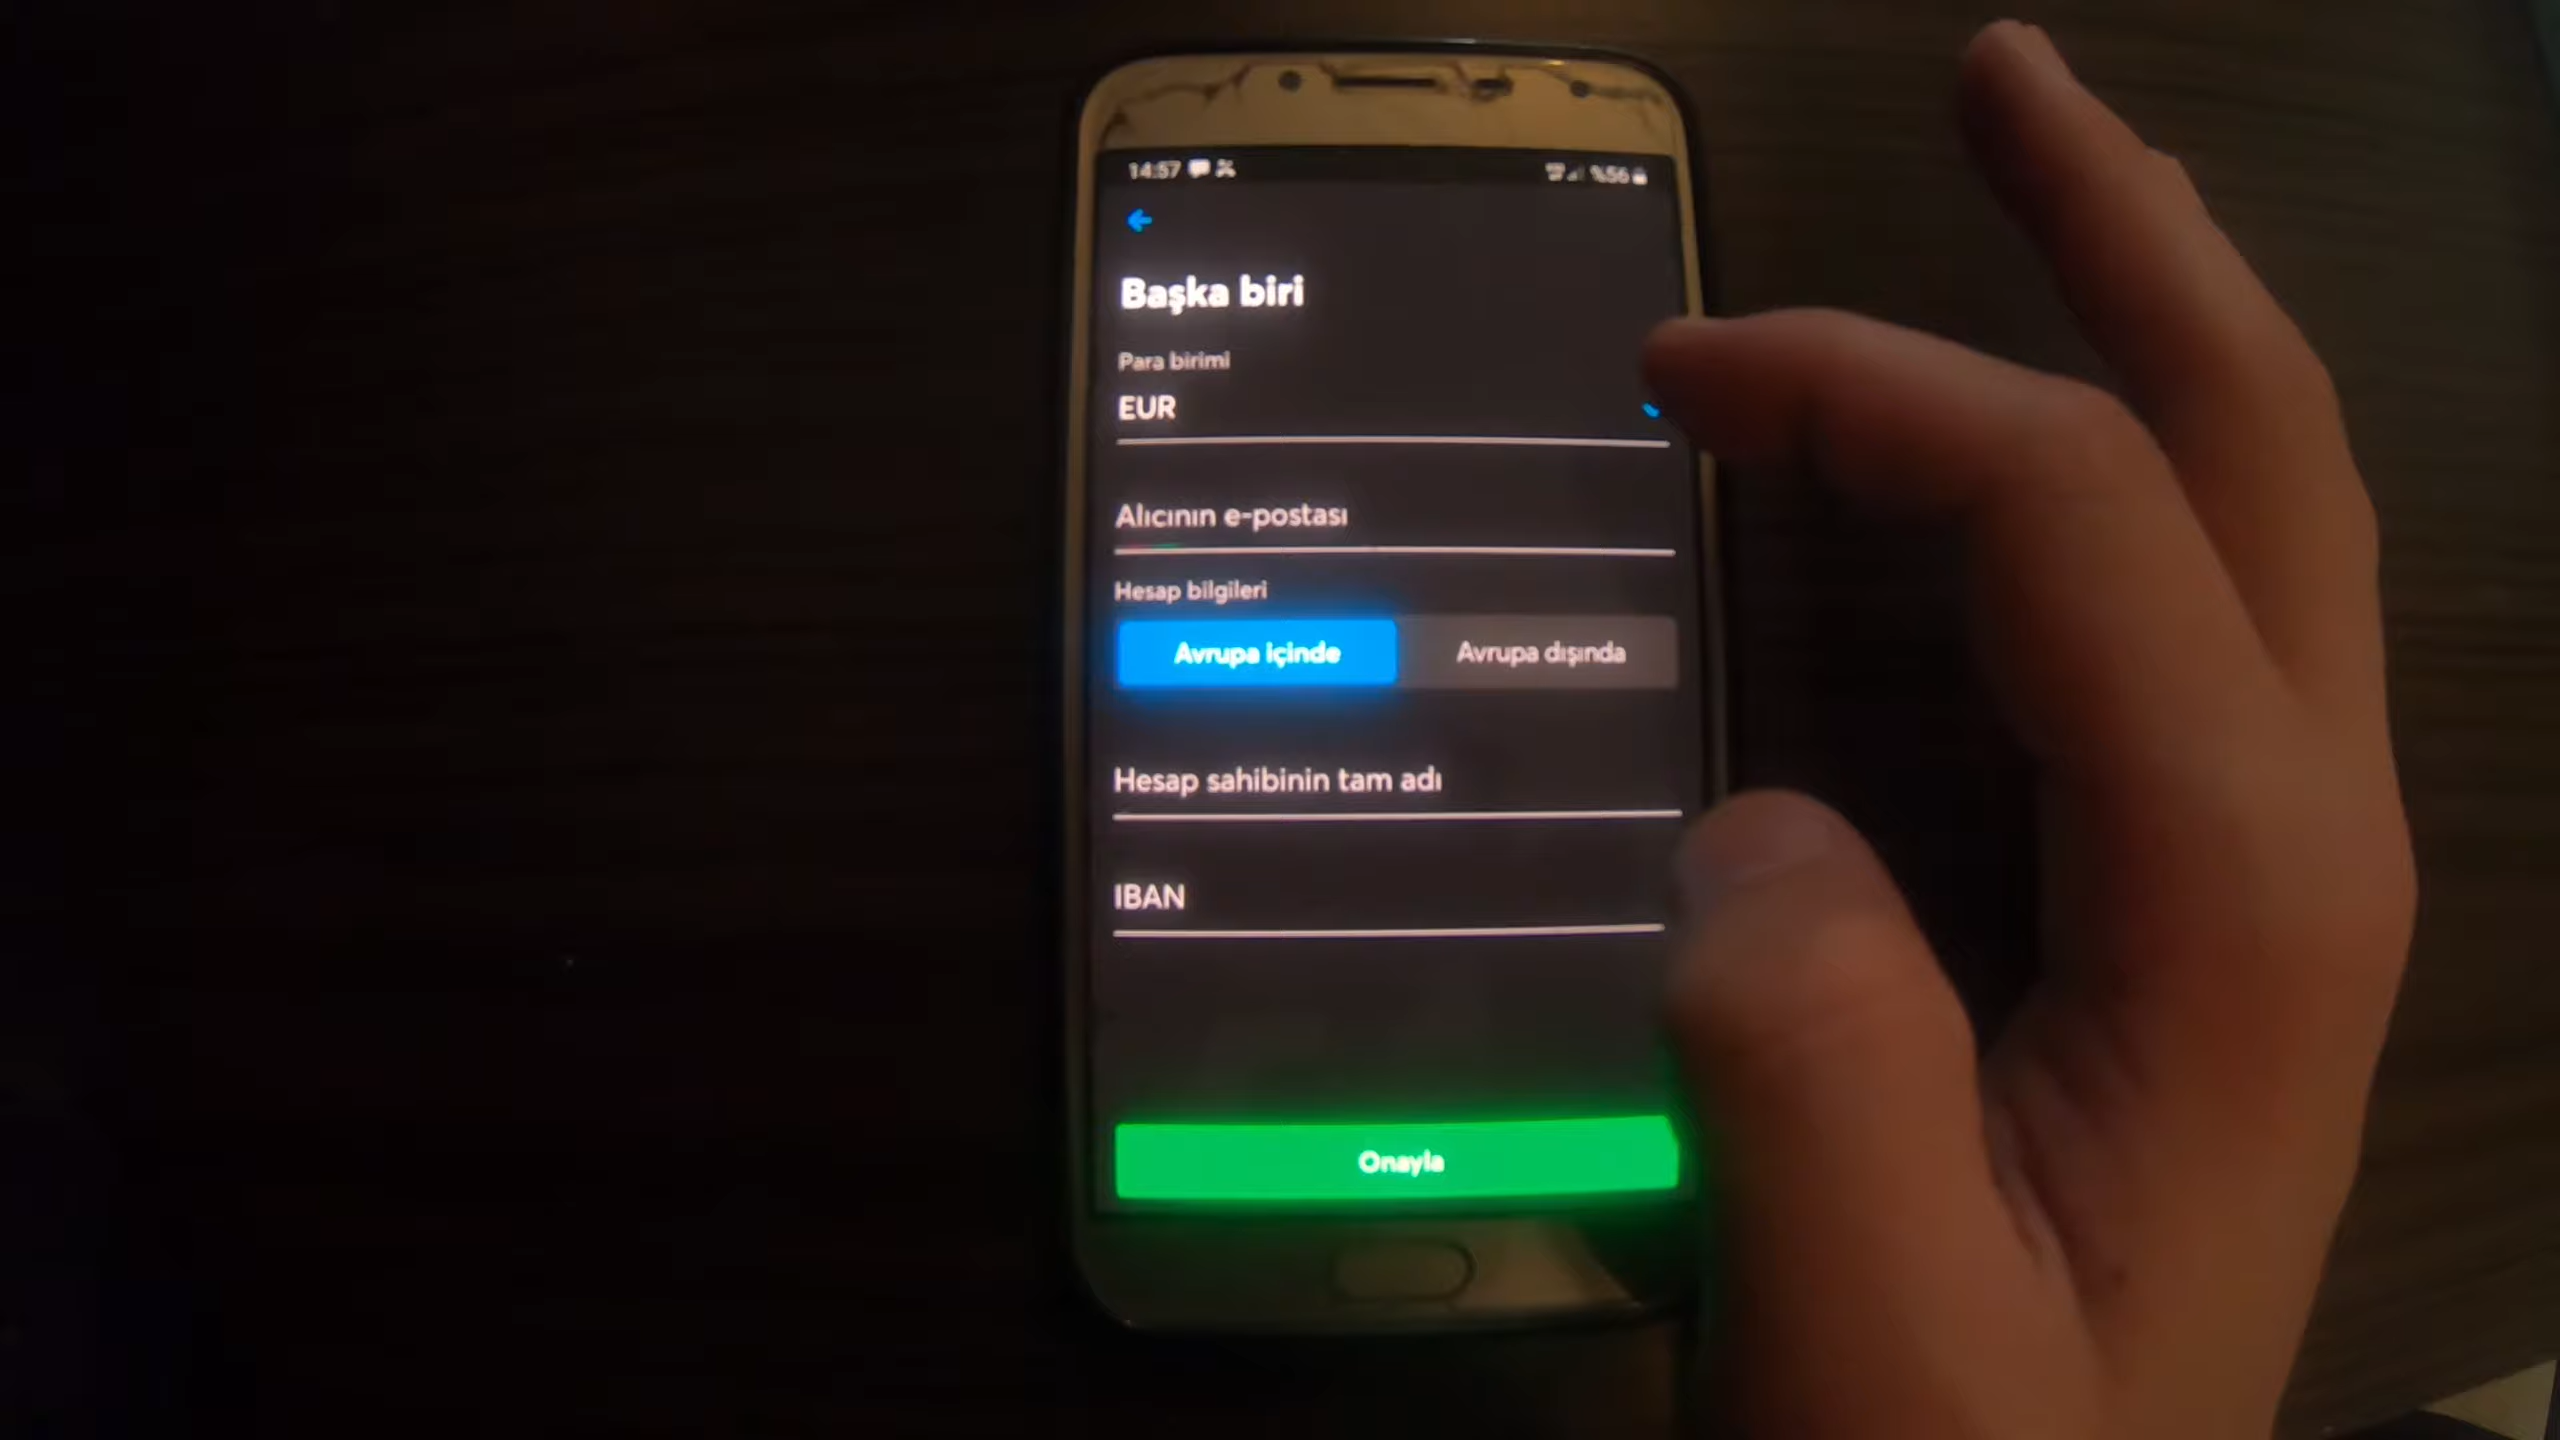 14:57 %56
Başka biri
Para birimi
EUR
Alıcının e-postası
Hesap bilgileri
Avrupa içinde Avrupa dışında
Hesap sahibinin tam adı
IBAN
Onayla